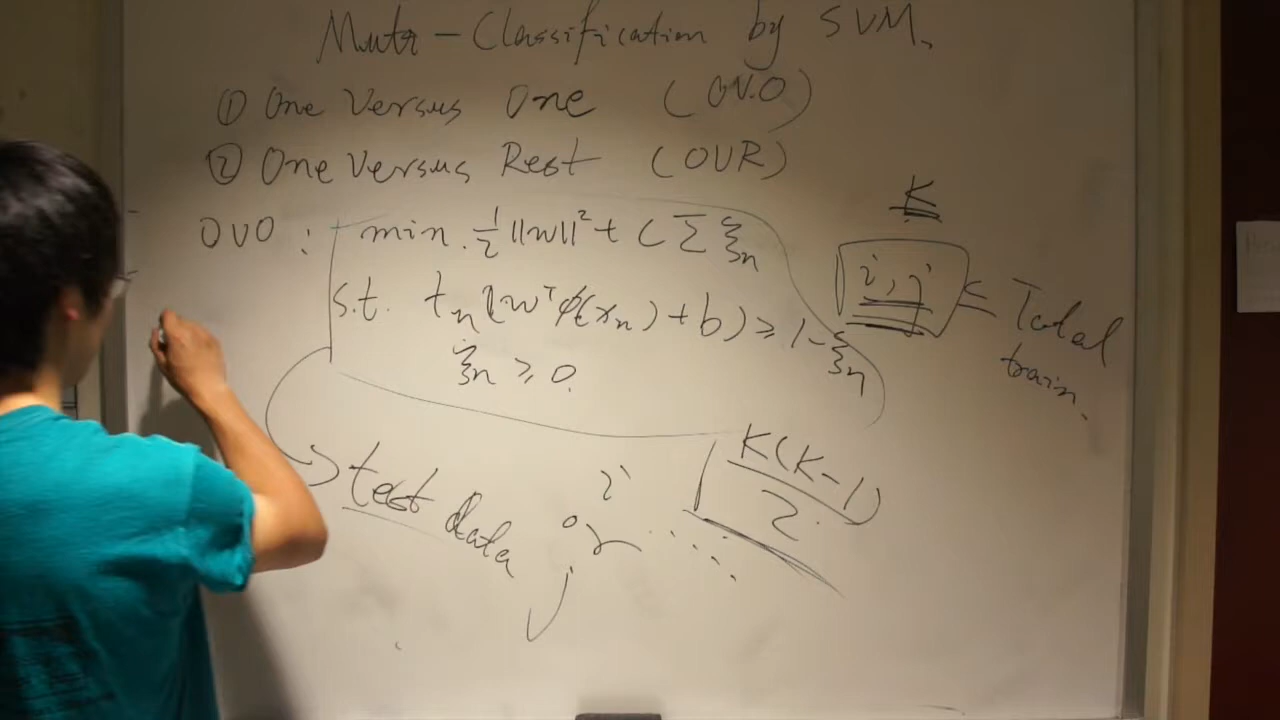 Mutr - Classification by SVM.
① One Versus One (OVO)
② One Versus Rest (OVR)
OVO : min. 1/2 ||w||² + C Σ ξn
s.t. tn (wᵀφ(xn) + b) ≥ 1 - ξn
ξn ≥ 0.
K
i, j ⊆ Total
train.
test data i or j .....
K(K-1)/2